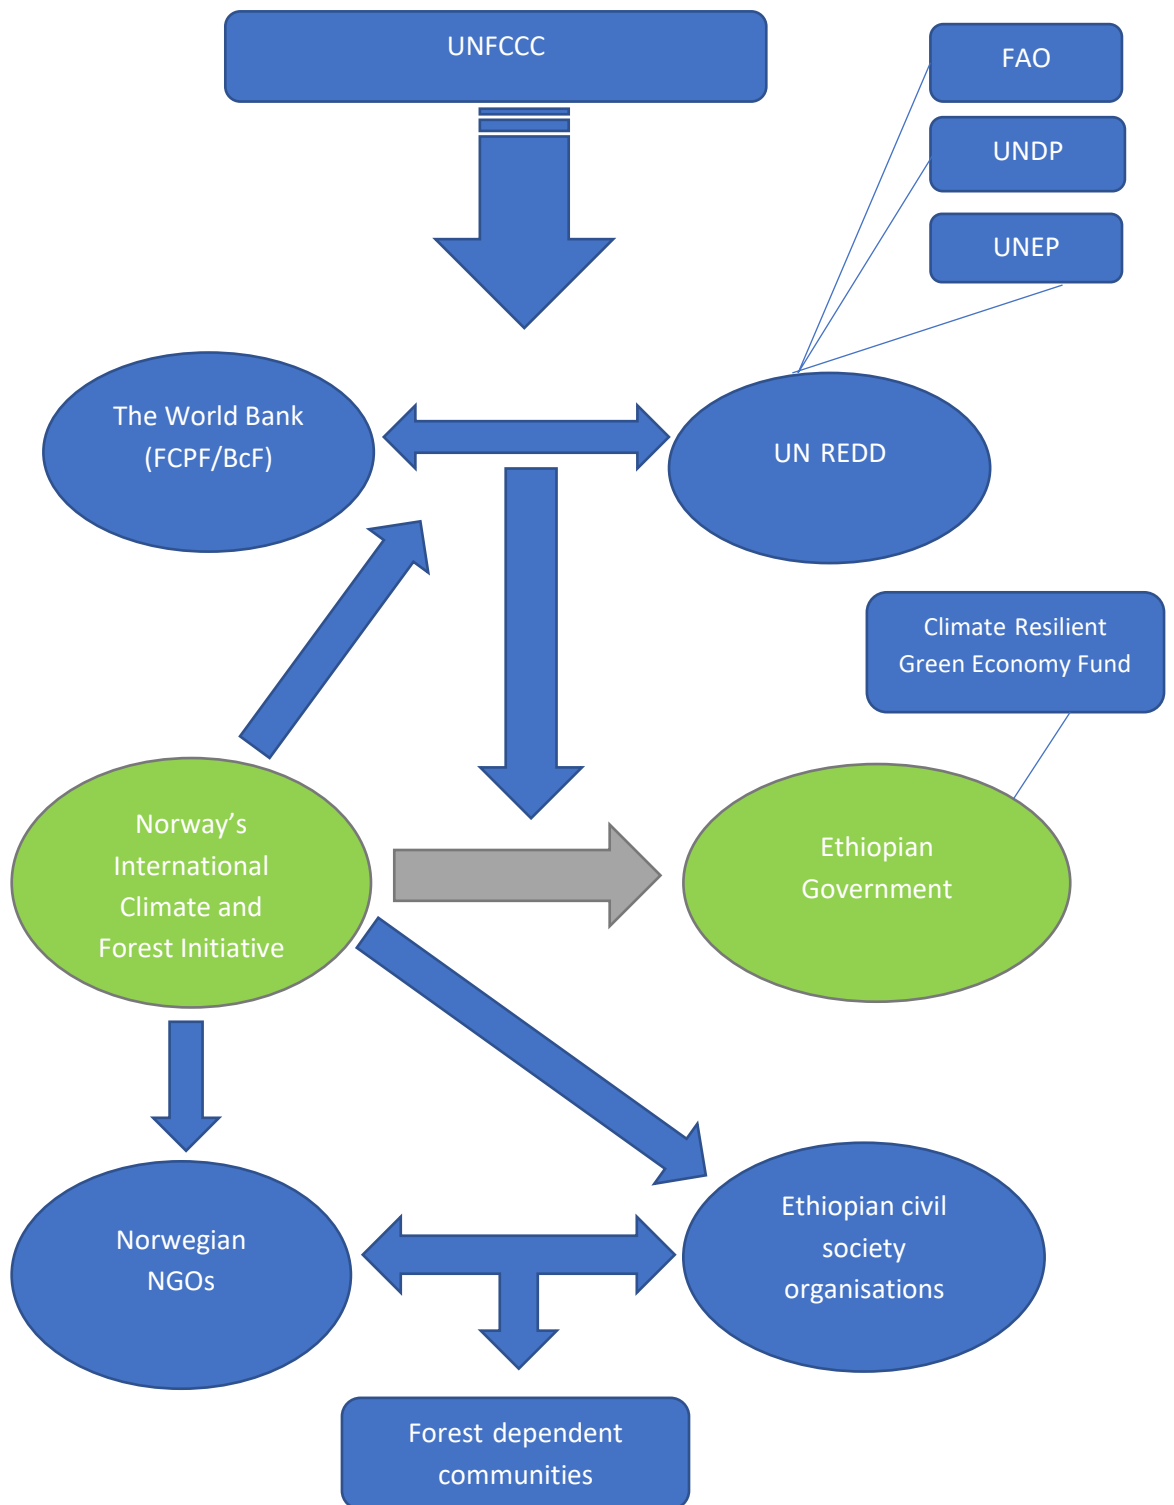 UNFCCC
FAO
UNDP
UNEP
The World Bank
(FCPF/BcF)
UN REDD
Climate Resilient
Green Economy Fund
Norway’s
International
Climate and
Forest Initiative
Ethiopian
Government
Norwegian
NGOs
Ethiopian civil
society
organisations
Forest dependent
communities